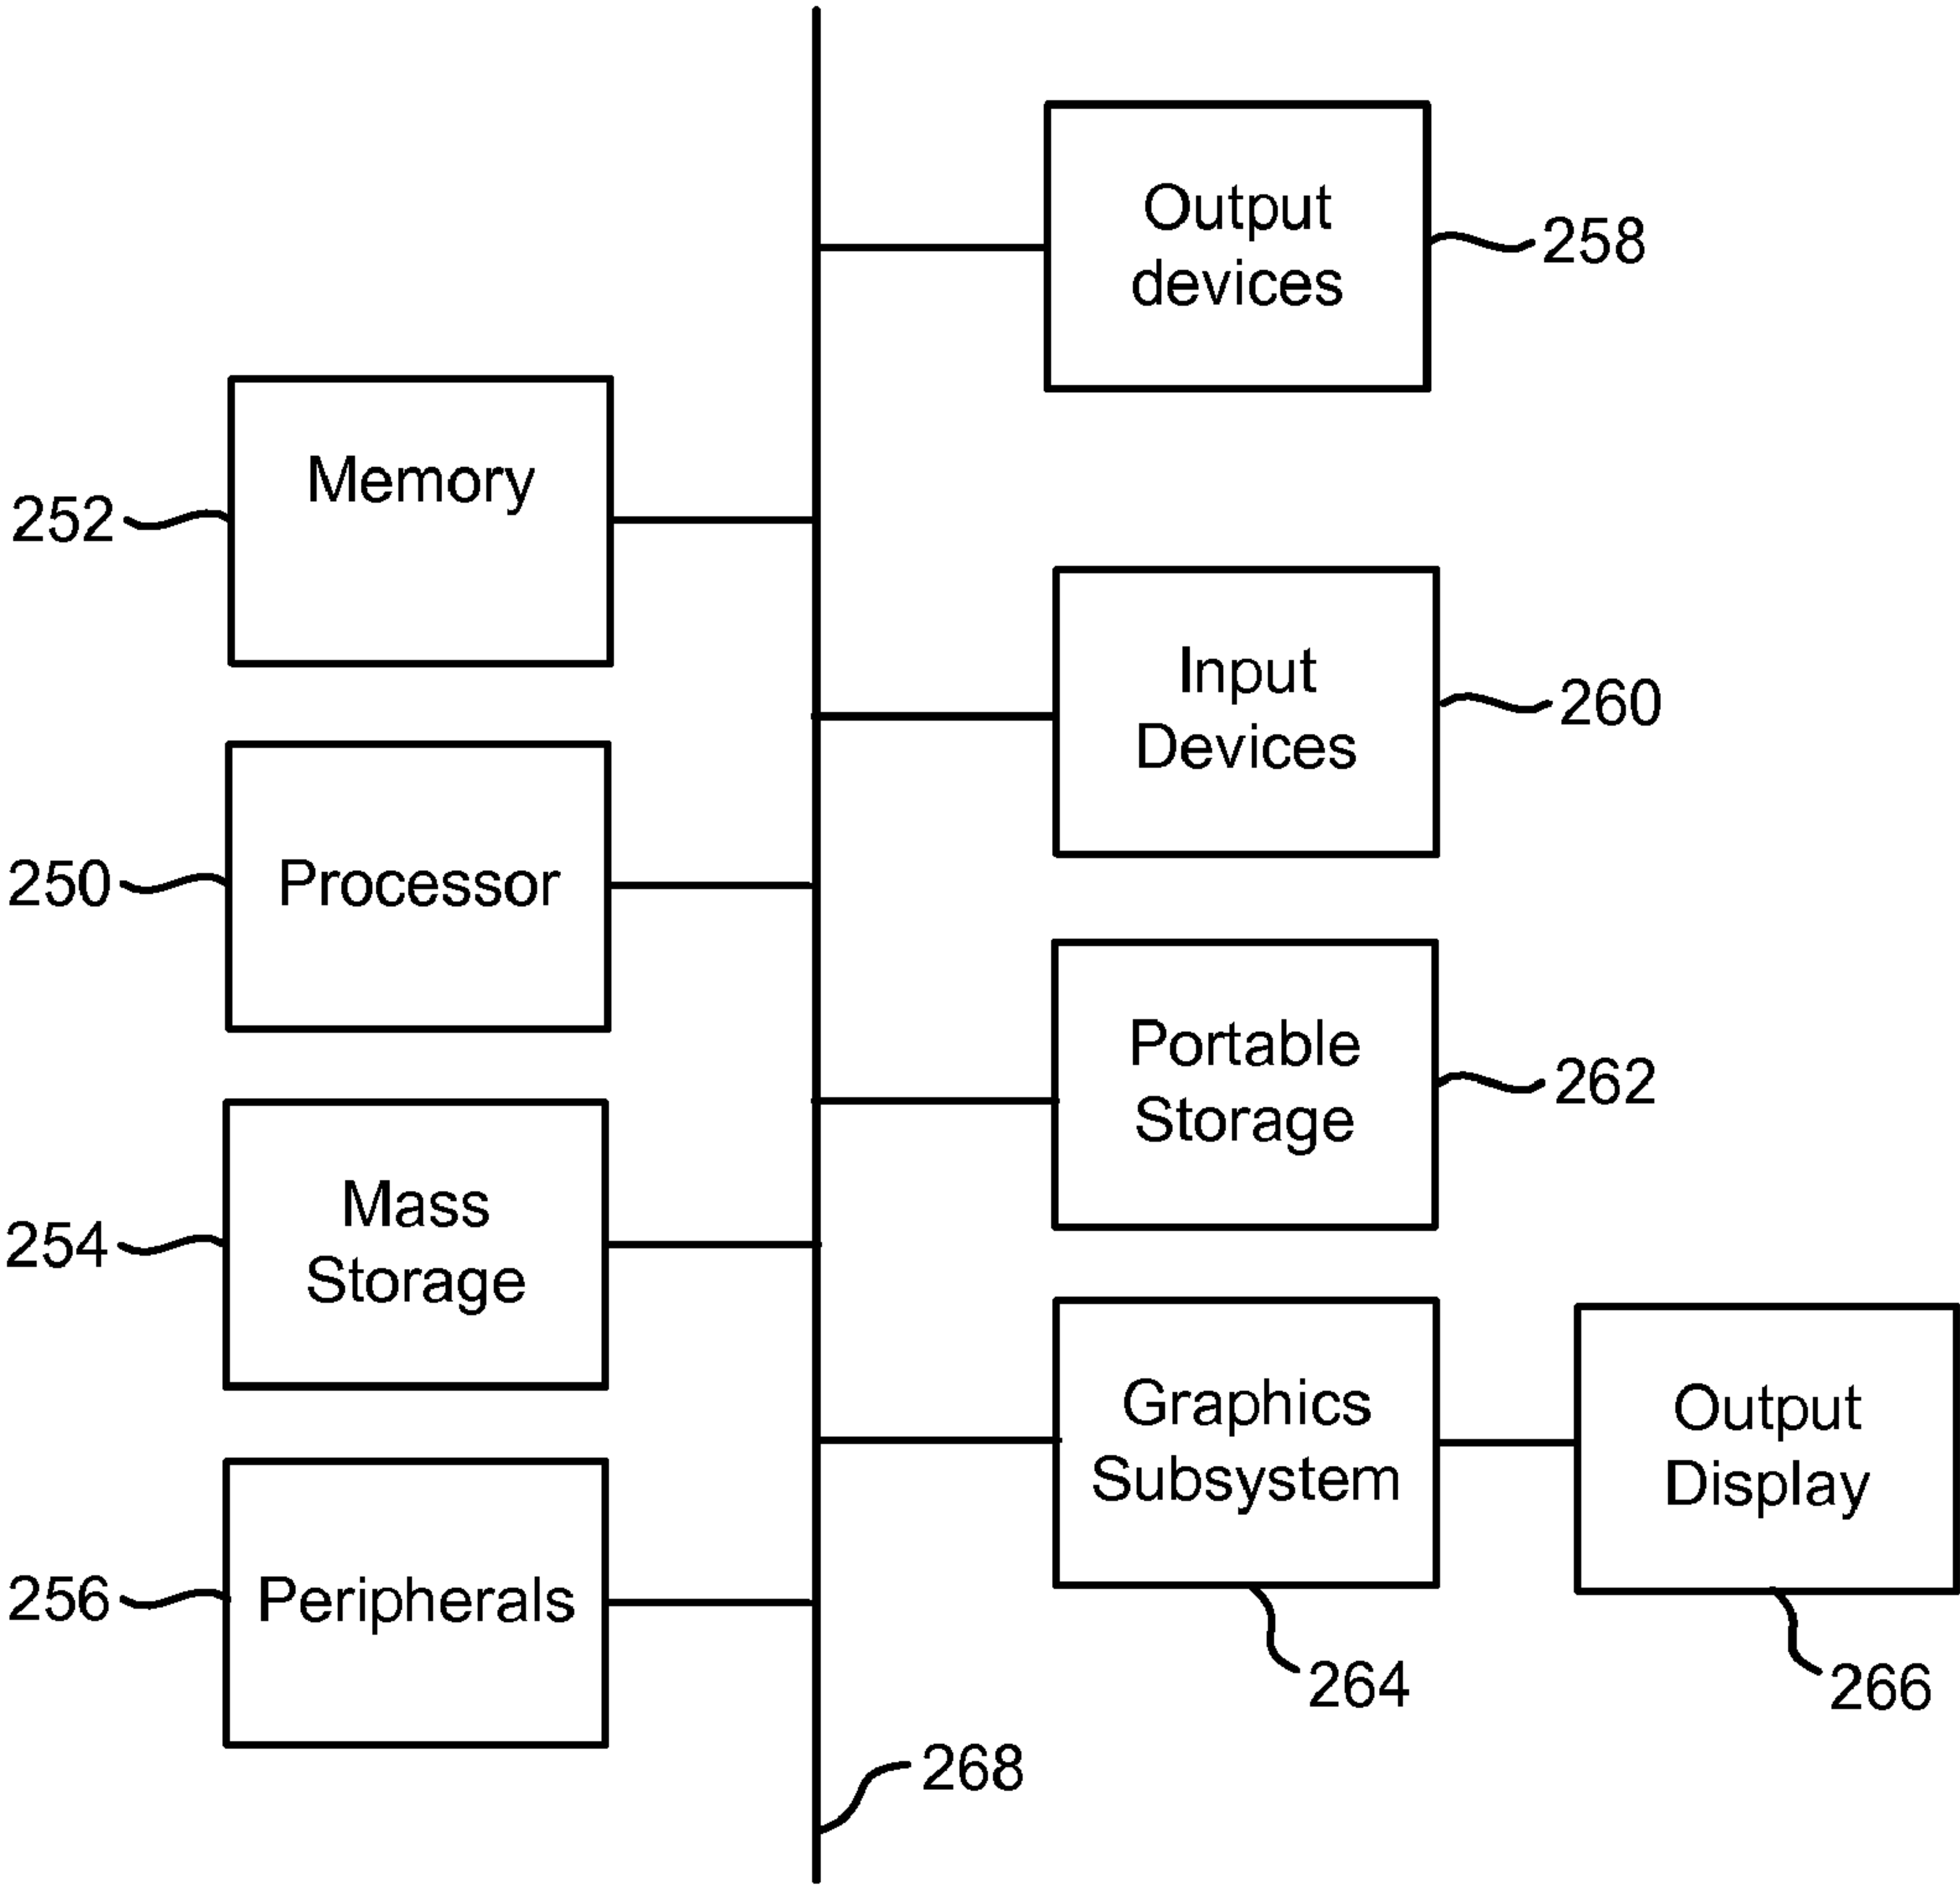 Output
devices
258
Memory
252
Input
Devices
260
Processor
250
Portable
Storage
262
Mass
Storage
254
Graphics
Subsystem
264
Output
Display
266
Peripherals
256
268